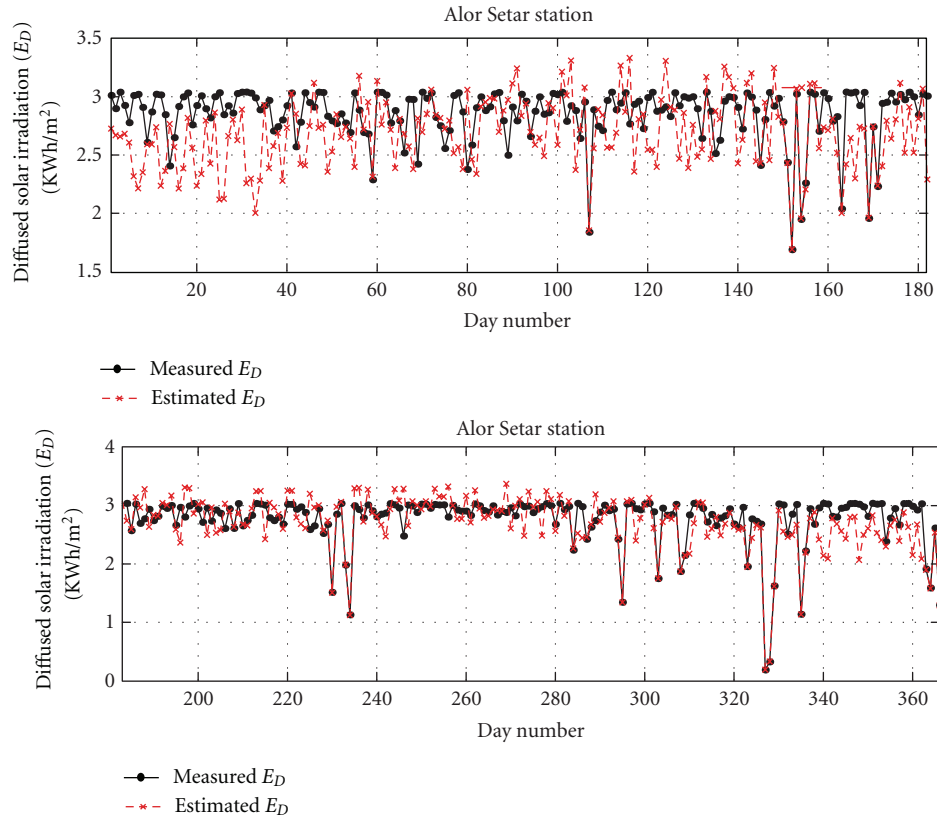 Alor Setar station
Diffused solar irradiation (E_D)
(KWh/m²)
3.5
3
2.5
2
1.5
20 40 60 80 100 120 140 160 180
Day number
Measured E_D
Estimated E_D
Alor Setar station
Diffused solar irradiation (E_D)
(KWh/m²)
4
3
2
1
0
200 220 240 260 280 300 320 340 360
Day number
Measured E_D
Estimated E_D